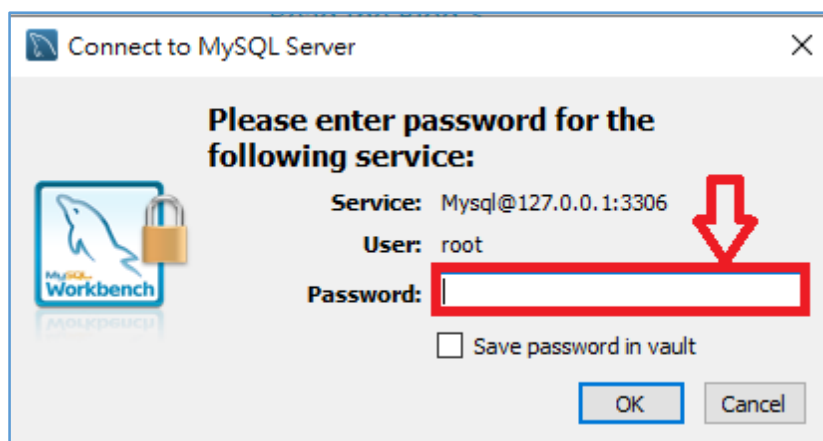 Connect to MySQL Server
Please enter password for the
following service:
Service: Mysql@127.0.0.1:3306
User: root
MySQL
Workbench
Password:
Save password in vault
OK Cancel